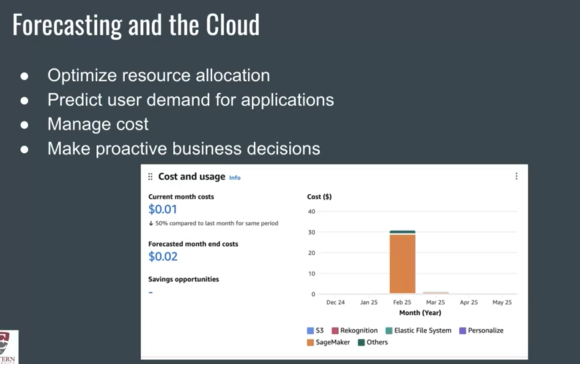 Forecasting and the Cloud
● Optimize resource allocation
● Predict user demand for applications
● Manage cost
● Make proactive business decisions
Cost and usage Info
Current month costs
$0.01
↓ 50% compared to last month for same period
Forecasted month end costs
$0.02
Savings opportunities
–
Cost ($)
40
30
20
10
0
Dec 24 Jan 25 Feb 25 Mar 25 Apr 25 May 25
Month (Year)
S3 Rekognition Elastic File System Personalize
SageMaker Others
TERN